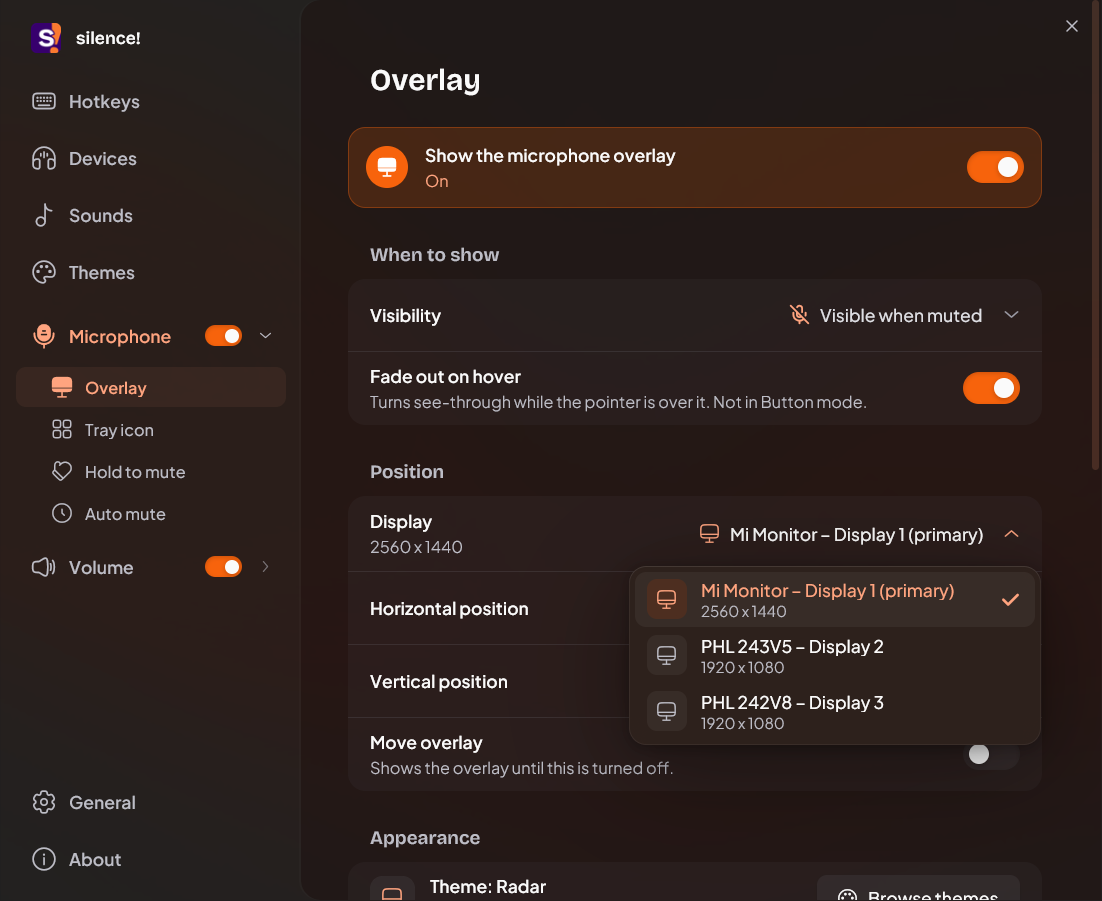 silence!
Hotkeys
Devices
Sounds
Themes
Microphone
Overlay
Tray icon
Hold to mute
Auto mute
Volume
General
About
Overlay
Show the microphone overlay
On
When to show
Visibility
Visible when muted
Fade out on hover
Turns see-through while the pointer is over it. Not in Button mode.
Position
Display
2560 x 1440
Mi Monitor – Display 1 (primary)
Mi Monitor – Display 1 (primary)
2560 x 1440
PHL 243V5 – Display 2
1920 x 1080
PHL 242V8 – Display 3
1920 x 1080
Horizontal position
Vertical position
Move overlay
Shows the overlay until this is turned off.
Appearance
Theme: Radar
Browse themes